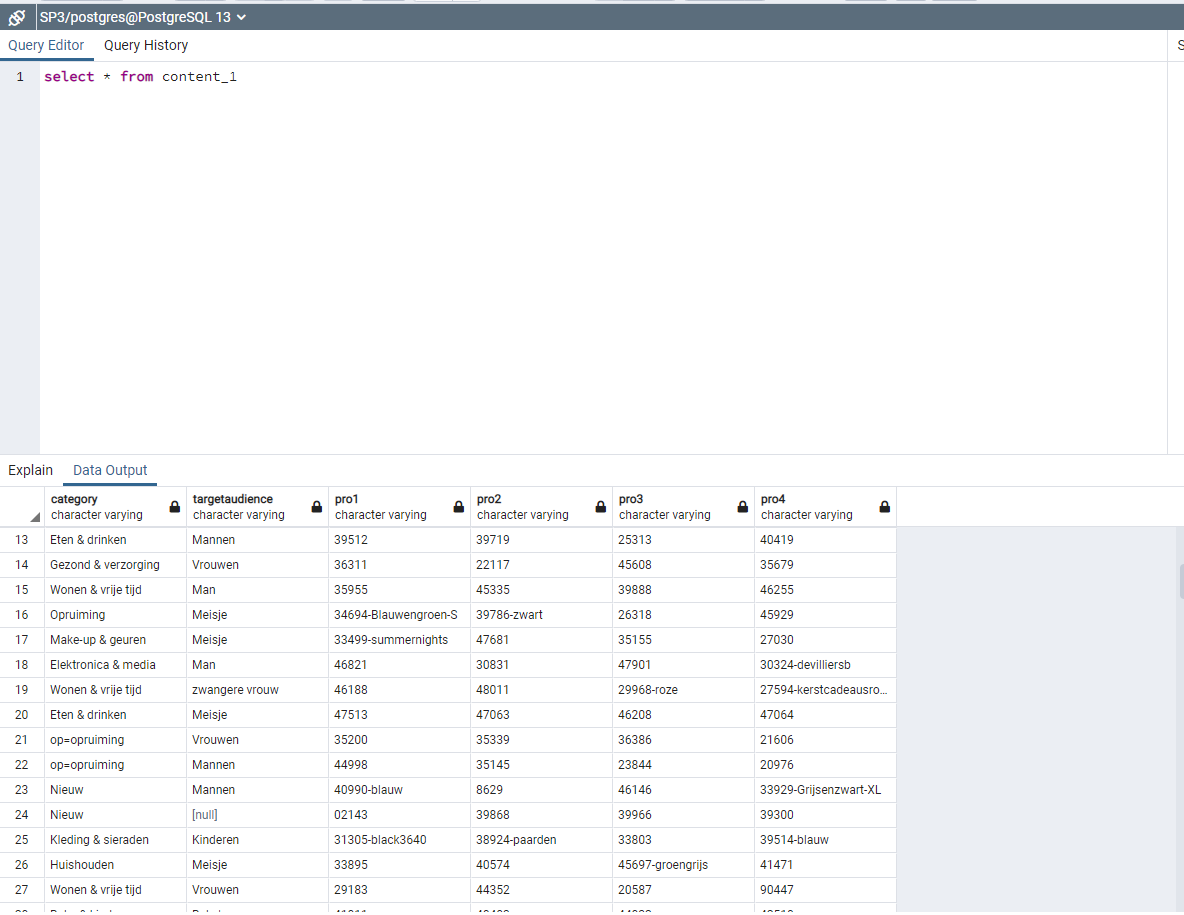 SP3/postgres@PostgreSQL 13
Query Editor Query History
1 select * from content_1
Explain Data Output
category targetaudience pro1 pro2 pro3 pro4
character varying character varying character varying character varying character varying character varying
13 Eten & drinken Mannen 39512 39719 25313 40419
14 Gezond & verzorging Vrouwen 36311 22117 45608 35679
15 Wonen & vrije tijd Man 35955 45335 39888 46255
16 Opruiming Meisje 34694-Blauwengroen-S 39786-zwart 26318 45929
17 Make-up & geuren Meisje 33499-summernights 47681 35155 27030
18 Elektronica & media Man 46821 30831 47901 30324-devilliersb
19 Wonen & vrije tijd zwangere vrouw 46188 48011 29968-roze 27594-kerstcadeausro...
20 Eten & drinken Meisje 47513 47063 46208 47064
21 op=opruiming Vrouwen 35200 35339 36386 21606
22 op=opruiming Mannen 44998 35145 23844 20976
23 Nieuw Mannen 40990-blauw 8629 46146 33929-Grijsenzwart-XL
24 Nieuw [null] 02143 39868 39966 39300
25 Kleding & sieraden Kinderen 31305-black3640 38924-paarden 33803 39514-blauw
26 Huishouden Meisje 33895 40574 45697-groengrijs 41471
27 Wonen & vrije tijd Vrouwen 29183 44352 20587 90447